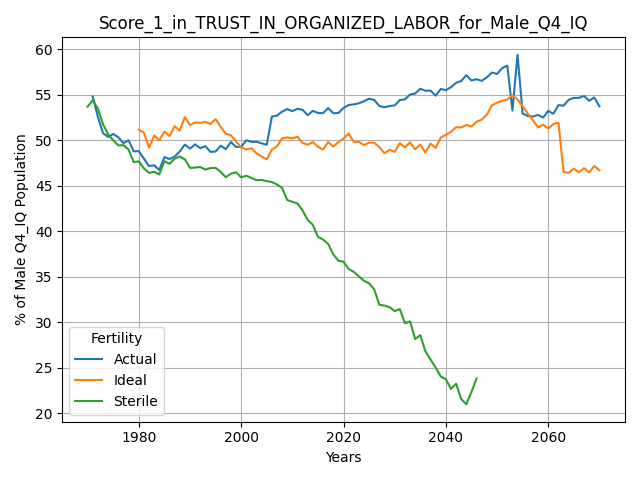 Score_1_in_TRUST_IN_ORGANIZED_LABOR_for_Male_Q4_IQ
% of Male Q4_IQ Population
60
55
50
45
40
35
30
25
20
Fertility
Actual
Ideal
Sterile
1980 2000 2020 2040 2060
Years